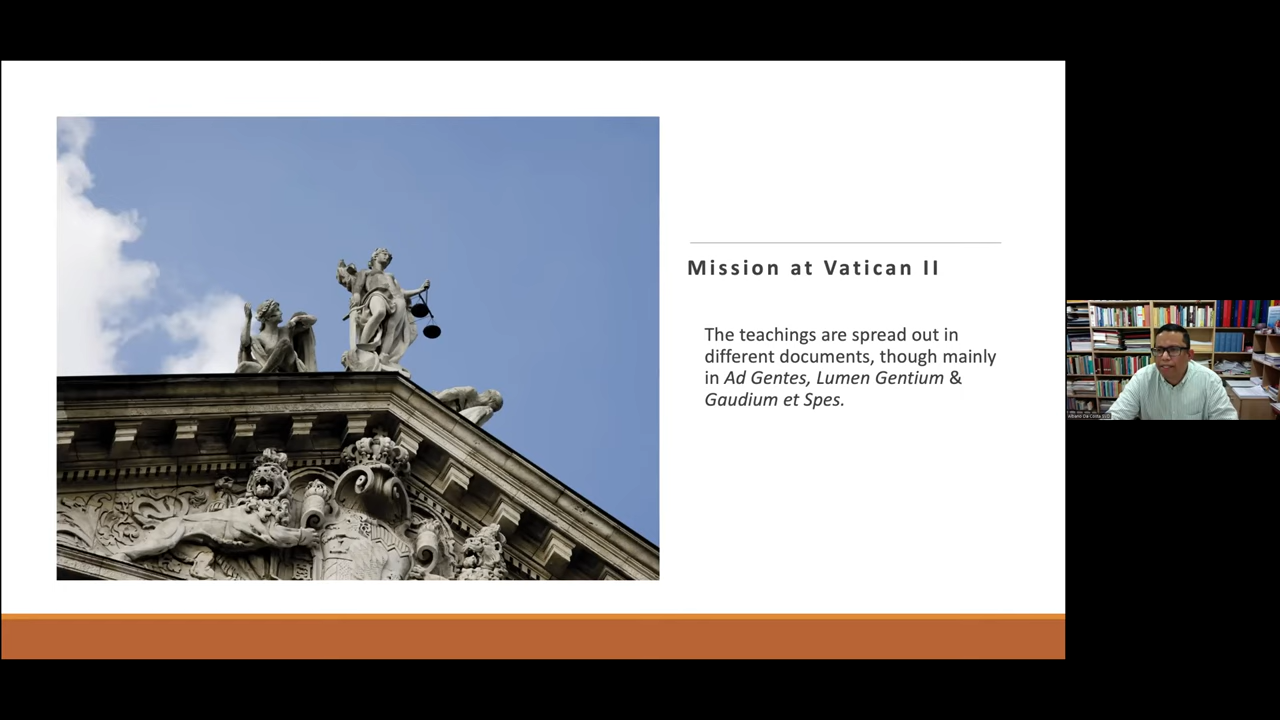 Mission at Vatican II
The teachings are spread out in
different documents, though mainly
in Ad Gentes, Lumen Gentium &
Gaudium et Spes.